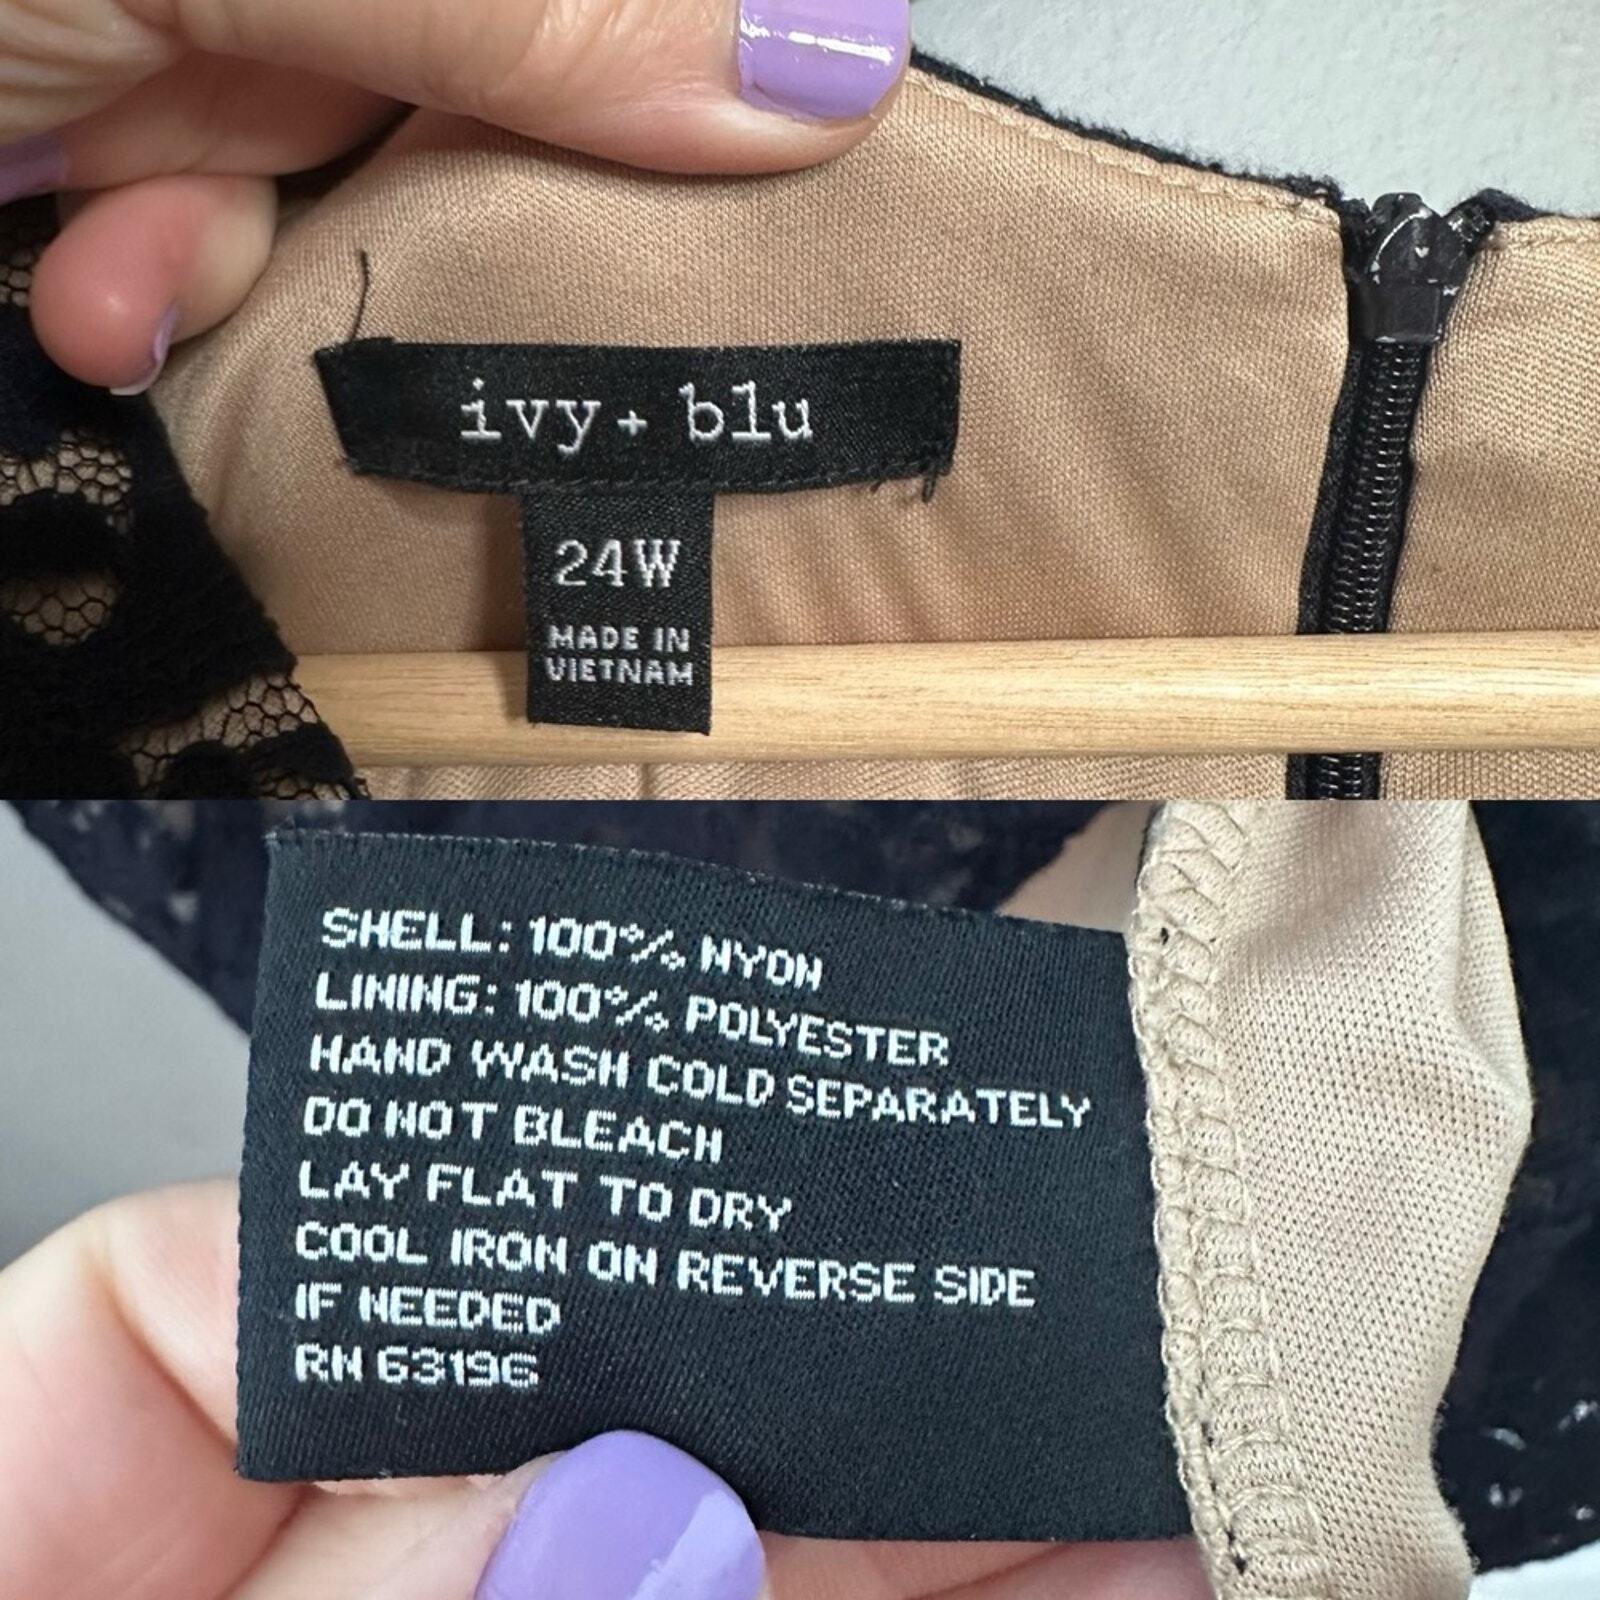 ivy + blu
24W
MADE IN
VIETNAM
SHELL: 100% NYON
LINING: 100% POLYESTER
HAND WASH COLD SEPARATELY
DO NOT BLEACH
LAY FLAT TO DRY
COOL IRON ON REVERSE SIDE
IF NEEDED
RN 63196